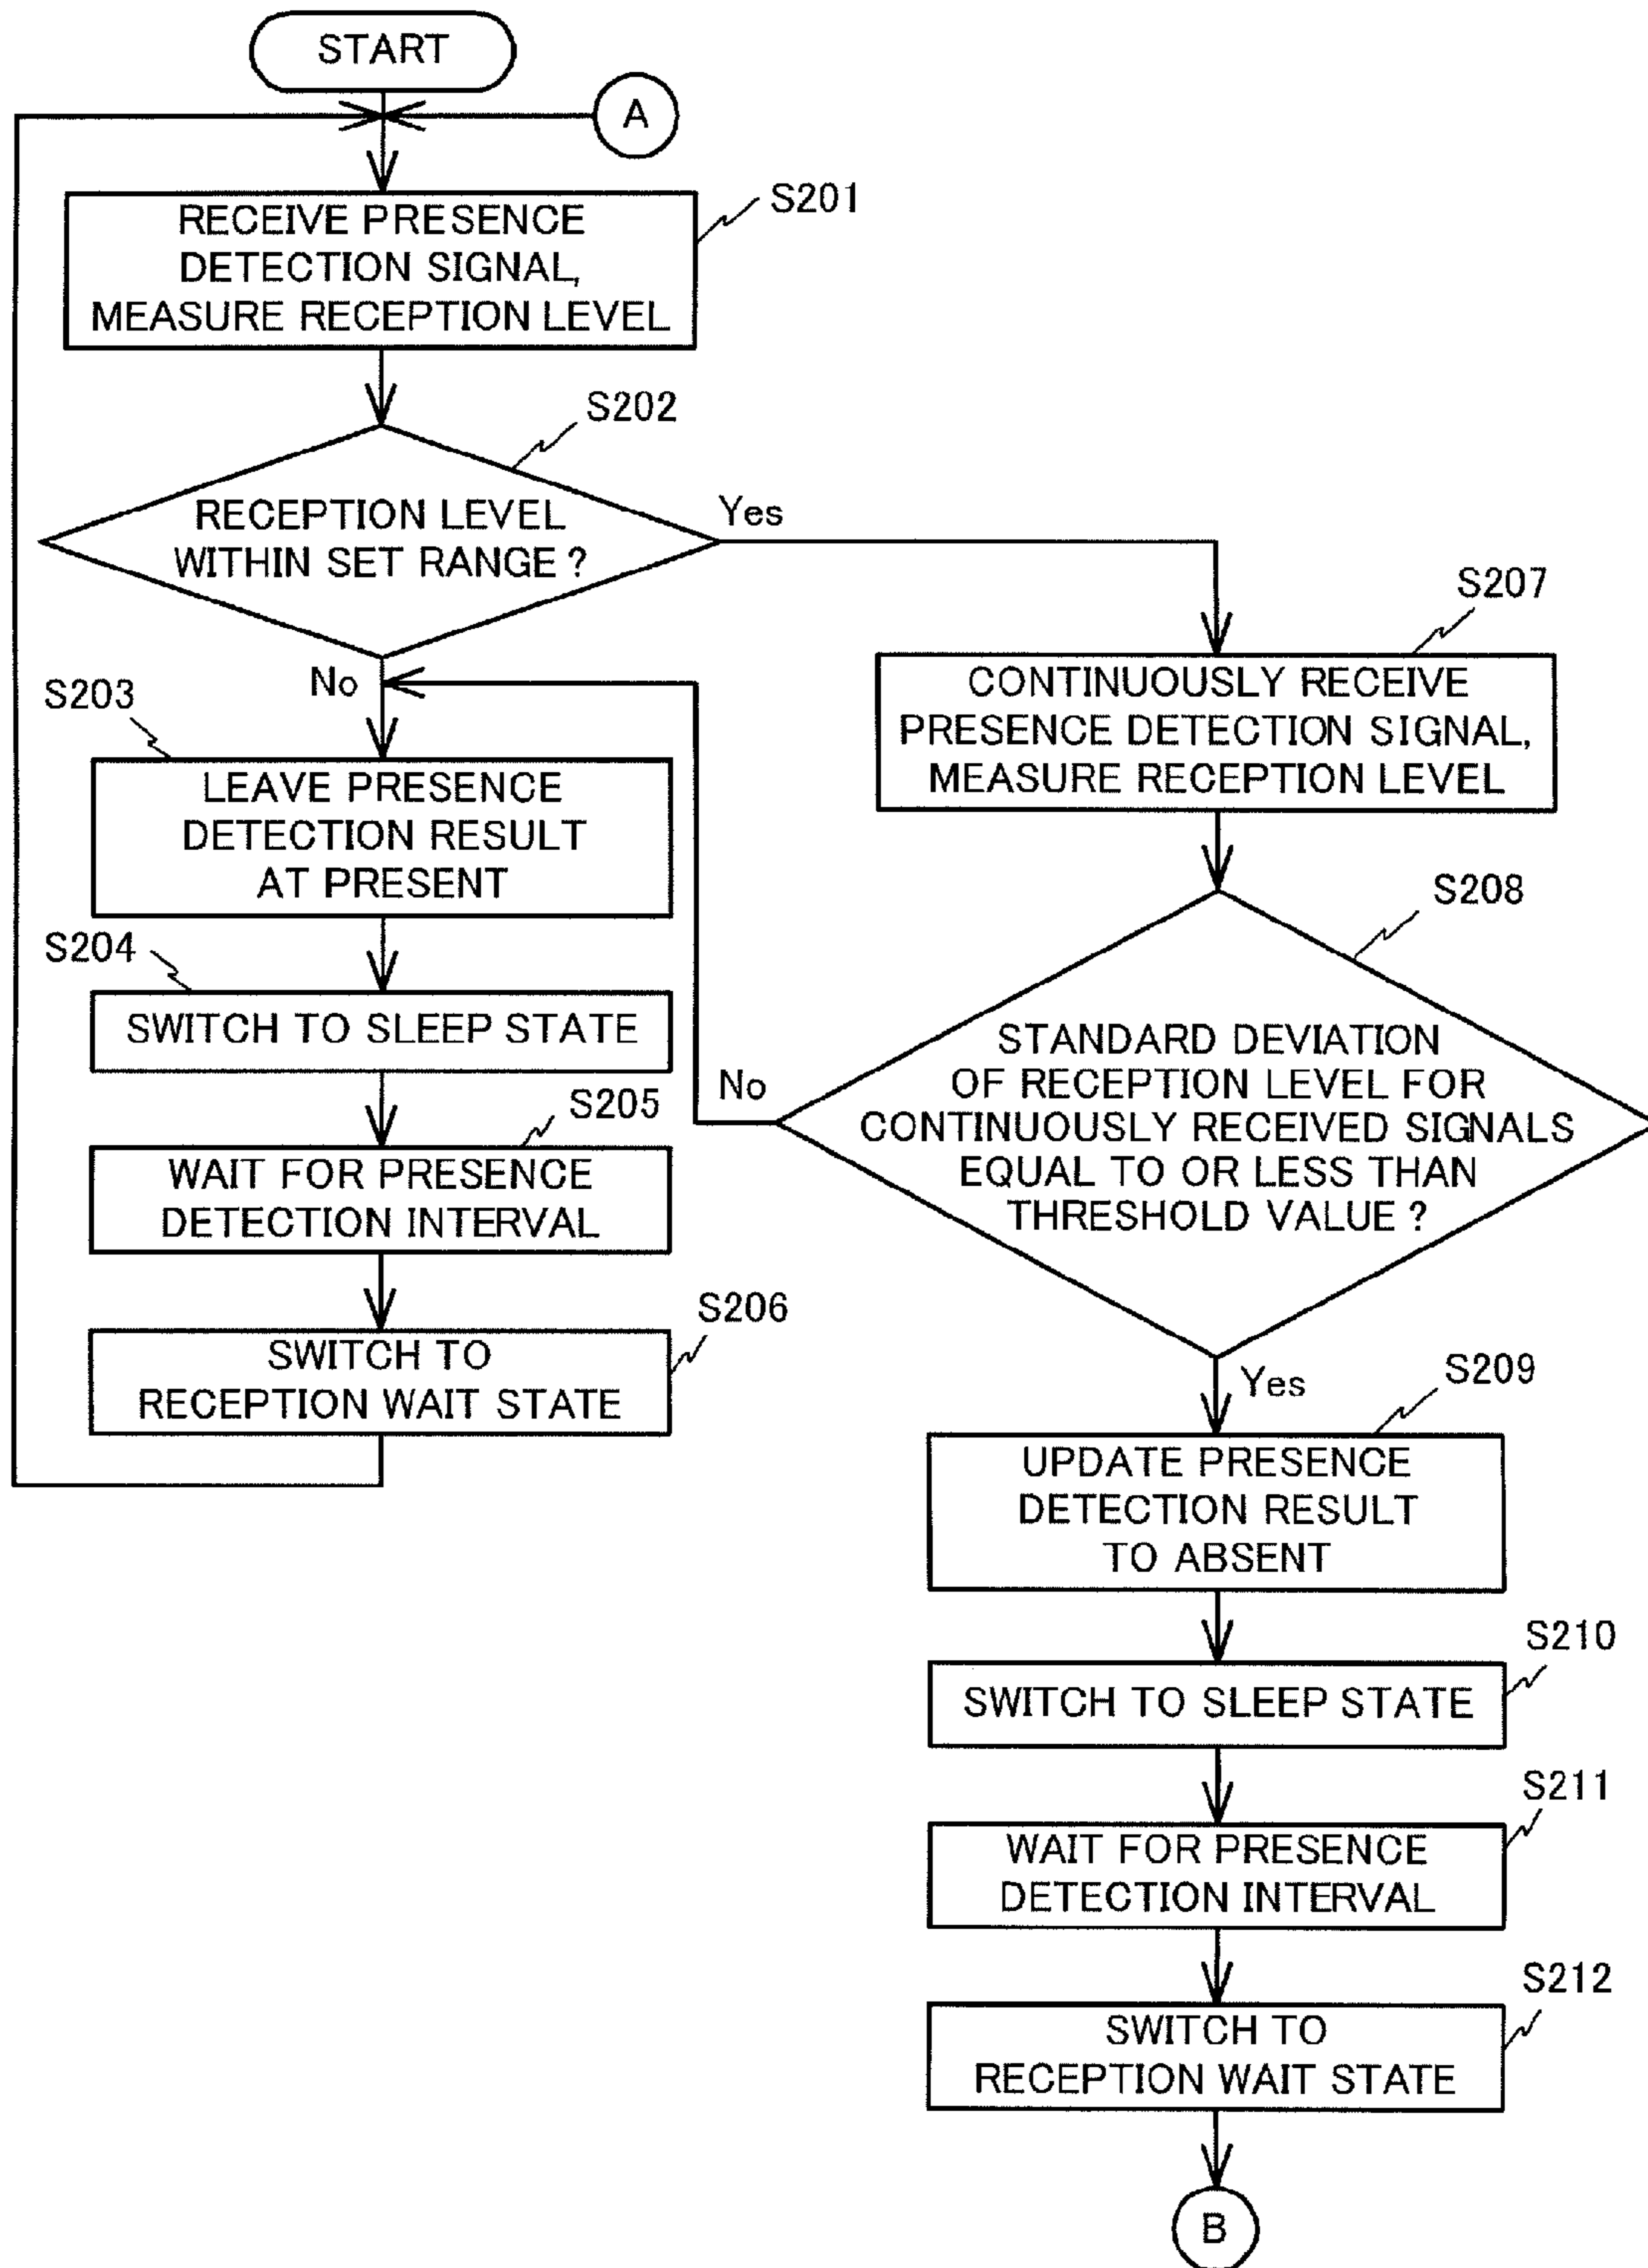 START
A
S201
RECEIVE PRESENCE
DETECTION SIGNAL,
MEASURE RECEPTION LEVEL
S202
RECEPTION LEVEL
WITHIN SET RANGE ?
Yes
No
S203
LEAVE PRESENCE
DETECTION RESULT
AT PRESENT
S204
SWITCH TO SLEEP STATE
S205
WAIT FOR PRESENCE
DETECTION INTERVAL
S206
SWITCH TO
RECEPTION WAIT STATE
S207
CONTINUOUSLY RECEIVE
PRESENCE DETECTION SIGNAL,
MEASURE RECEPTION LEVEL
S208
STANDARD DEVIATION
OF RECEPTION LEVEL FOR
CONTINUOUSLY RECEIVED SIGNALS
EQUAL TO OR LESS THAN
THRESHOLD VALUE ?
No
Yes
S209
UPDATE PRESENCE
DETECTION RESULT
TO ABSENT
S210
SWITCH TO SLEEP STATE
S211
WAIT FOR PRESENCE
DETECTION INTERVAL
S212
SWITCH TO
RECEPTION WAIT STATE
B